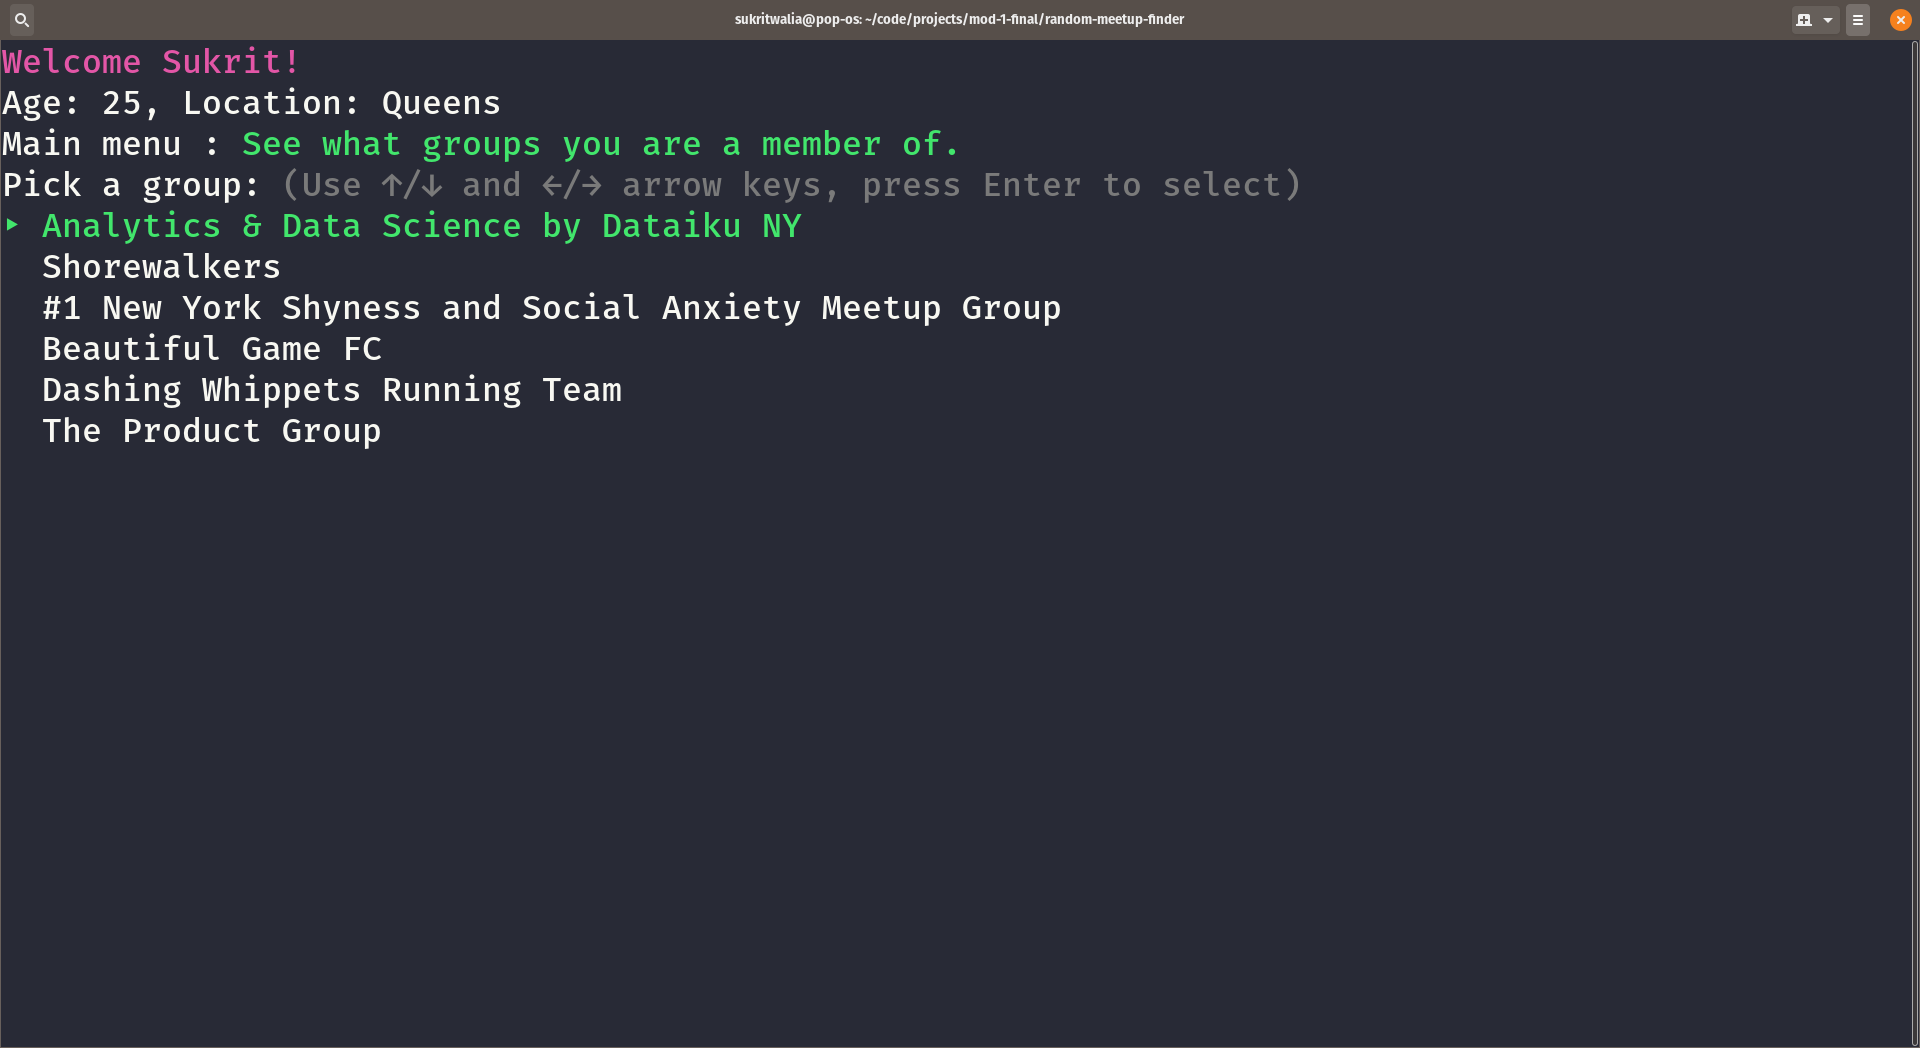 sukritwalia@pop-os: ~/code/projects/mod-1-final/random-meetup-finder
Welcome Sukrit!
Age: 25, Location: Queens
Main menu : See what groups you are a member of.
Pick a group: (Use ↑/↓ and ←/→ arrow keys, press Enter to select)
‣ Analytics & Data Science by Dataiku NY
Shorewalkers
#1 New York Shyness and Social Anxiety Meetup Group
Beautiful Game FC
Dashing Whippets Running Team
The Product Group